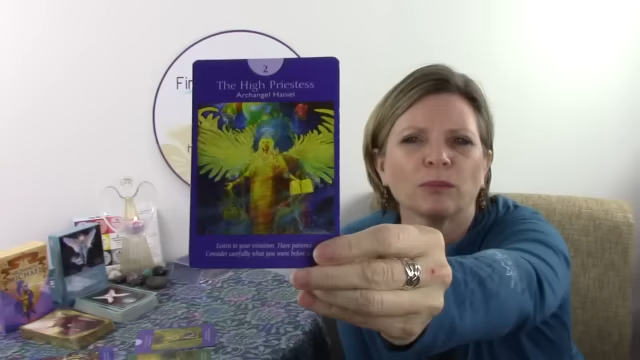 2
The High Priestess
Archangel Haniel
Listen to your intuition. Have patience
Consider carefully what you want before